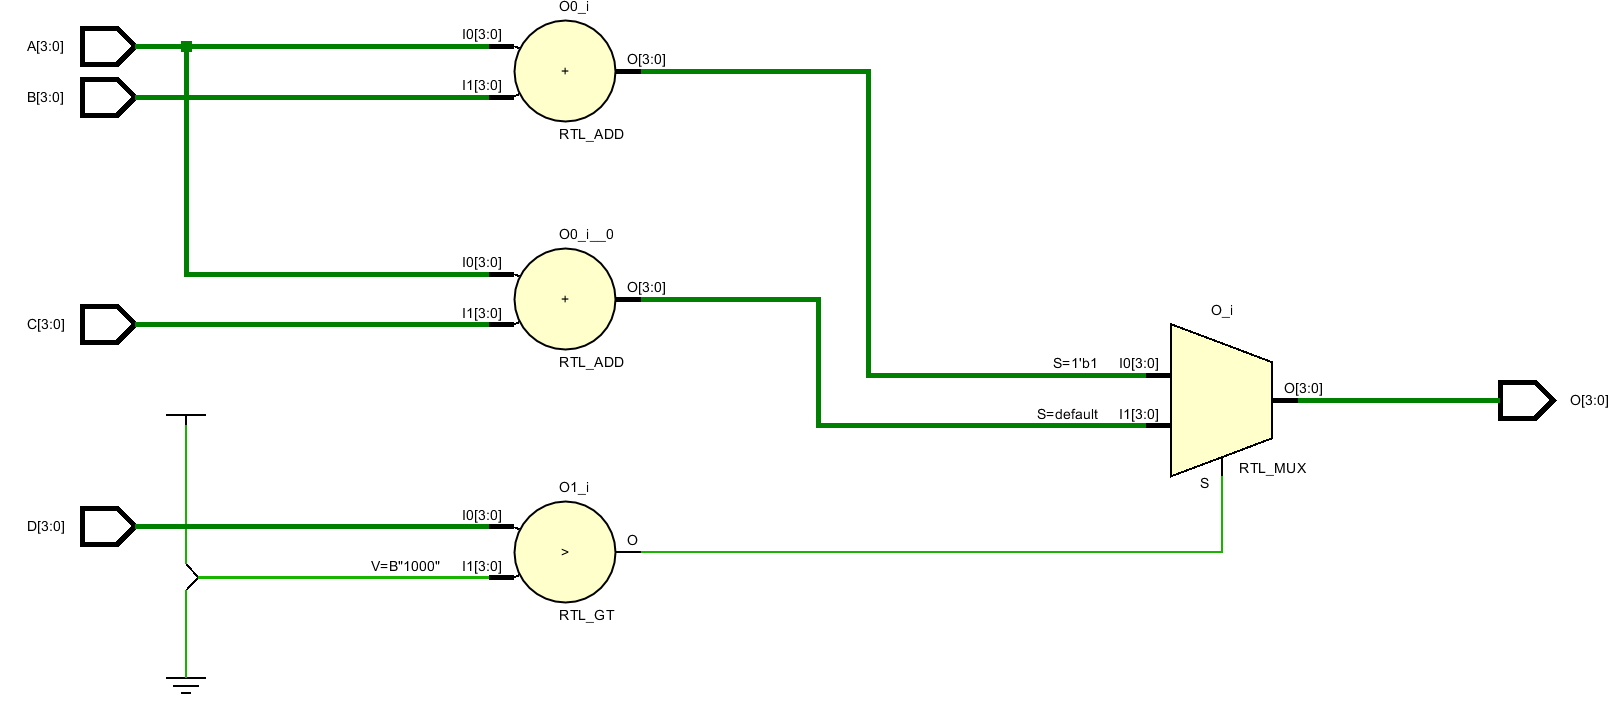 O0_i
A[3:0]
I0[3:0]
O[3:0]
+
B[3:0]
I1[3:0]
RTL_ADD
O0_i__0
I0[3:0]
O[3:0]
+
C[3:0]
I1[3:0]
RTL_ADD
O_i
S=1'b1 I0[3:0]
O[3:0]
O[3:0]
S=default I1[3:0]
RTL_MUX
S
O1_i
D[3:0]
I0[3:0]
O
>
V=B"1000" I1[3:0]
RTL_GT